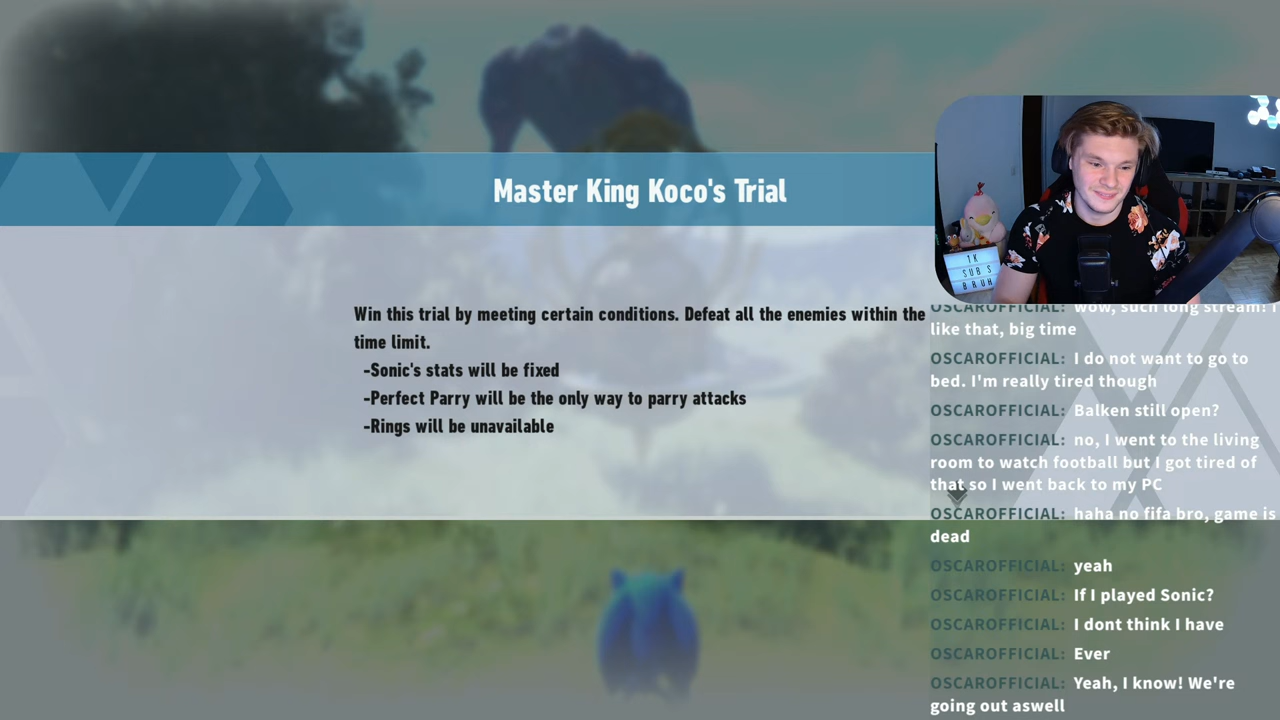 Master King Koco's Trial
Win this trial by meeting certain conditions. Defeat all the enemies within the
time limit.
-Sonic's stats will be fixed
-Perfect Parry will be the only way to parry attacks
-Rings will be unavailable
1K
SUBS
BRUH
OSCAROFFICIAL: wow, such long stream! I
like that, big time
OSCAROFFICIAL: I do not want to go to
bed. I'm really tired though
OSCAROFFICIAL: Balken still open?
OSCAROFFICIAL: no, I went to the living
room to watch football but I got tired of
that so I went back to my PC
OSCAROFFICIAL: haha no fifa bro, game is
dead
OSCAROFFICIAL: yeah
OSCAROFFICIAL: If I played Sonic?
OSCAROFFICIAL: I dont think I have
OSCAROFFICIAL: Ever
OSCAROFFICIAL: Yeah, I know! We're
going out aswell